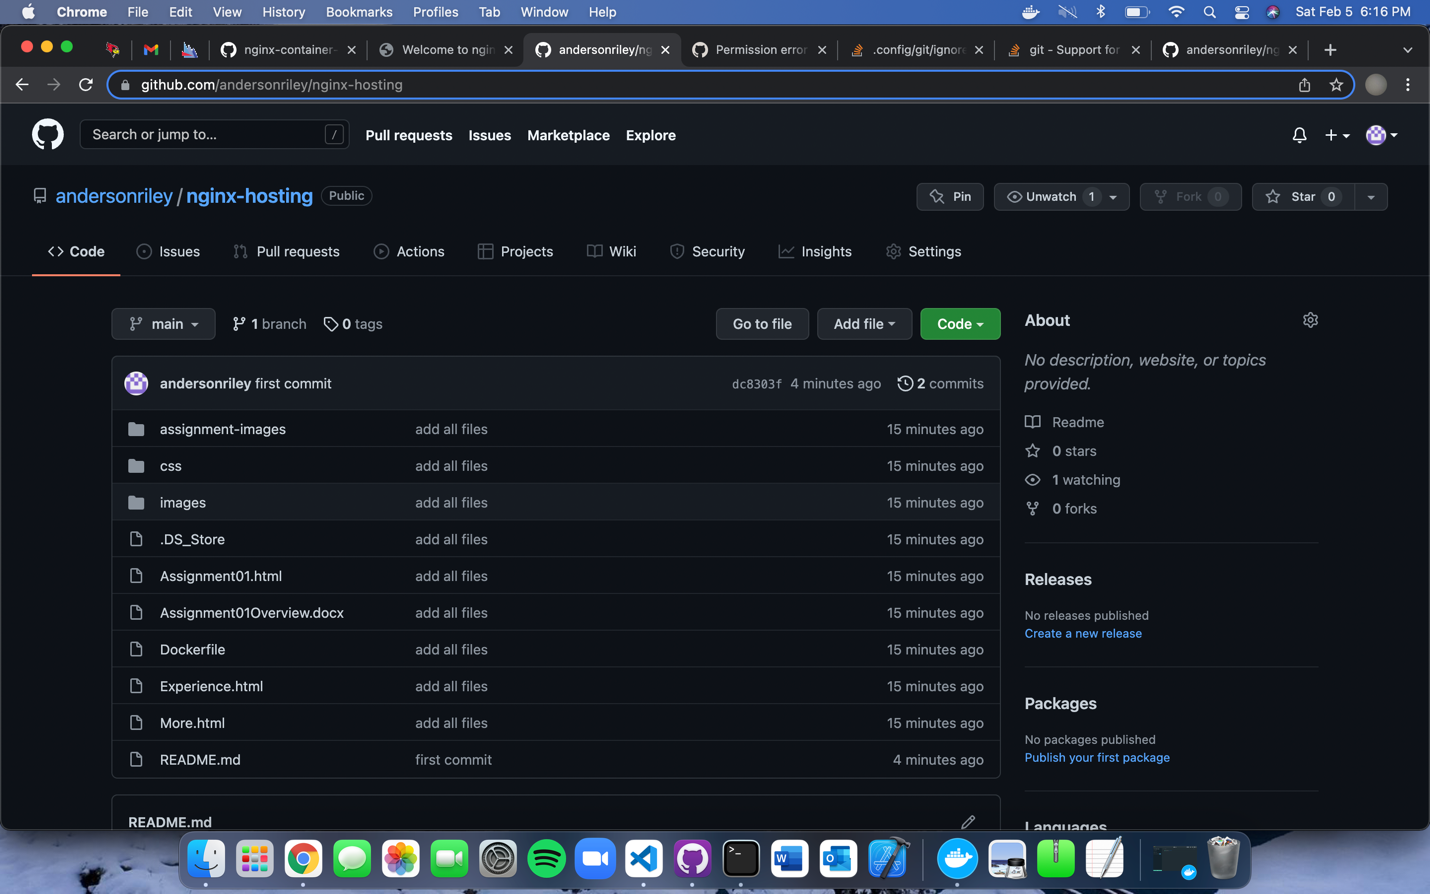 Chrome File Edit View History Bookmarks Profiles Tab Window Help Sat Feb 5 6:16 PM
nginx-container- Welcome to ngin andersonriley/ng Permission error .config/git/ignore git - Support for andersonriley/ng
github.com/andersonriley/nginx-hosting
Search or jump to... / Pull requests Issues Marketplace Explore
andersonriley / nginx-hosting Public Pin Unwatch 1 Fork 0 Star 0
<> Code Issues Pull requests Actions Projects Wiki Security Insights Settings
main 1 branch 0 tags Go to file Add file Code
About
No description, website, or topics
provided.
Readme
0 stars
1 watching
0 forks
Releases
No releases published
Create a new release
Packages
No packages published
Publish your first package
Languages
andersonriley first commit dc8303f 4 minutes ago 2 commits
assignment-images add all files 15 minutes ago
css add all files 15 minutes ago
images add all files 15 minutes ago
.DS_Store add all files 15 minutes ago
Assignment01.html add all files 15 minutes ago
Assignment01Overview.docx add all files 15 minutes ago
Dockerfile add all files 15 minutes ago
Experience.html add all files 15 minutes ago
More.html add all files 15 minutes ago
README.md first commit 4 minutes ago
README.md